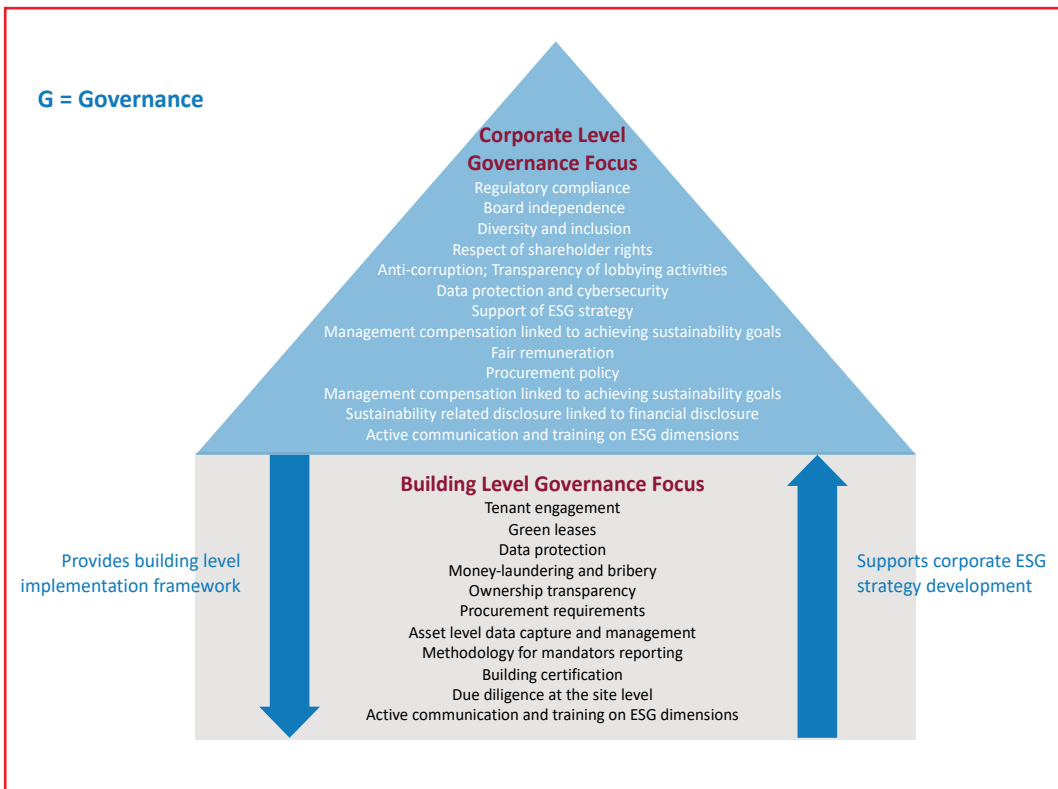 G = Governance
Corporate Level
Governance Focus
Regulatory compliance
Board independence
Diversity and inclusion
Respect of shareholder rights
Anti-corruption; Transparency of lobbying activities
Data protection and cybersecurity
Support of ESG strategy
Management compensation linked to achieving sustainability goals
Fair remuneration
Procurement policy
Management compensation linked to achieving sustainability goals
Sustainability related disclosure linked to financial disclosure
Active communication and training on ESG dimensions
Building Level Governance Focus
Tenant engagement
Green leases
Data protection
Money-laundering and bribery
Ownership transparency
Procurement requirements
Asset level data capture and management
Methodology for mandators reporting
Building certification
Due diligence at the site level
Active communication and training on ESG dimensions
Provides building level
implementation framework
Supports corporate ESG
strategy development